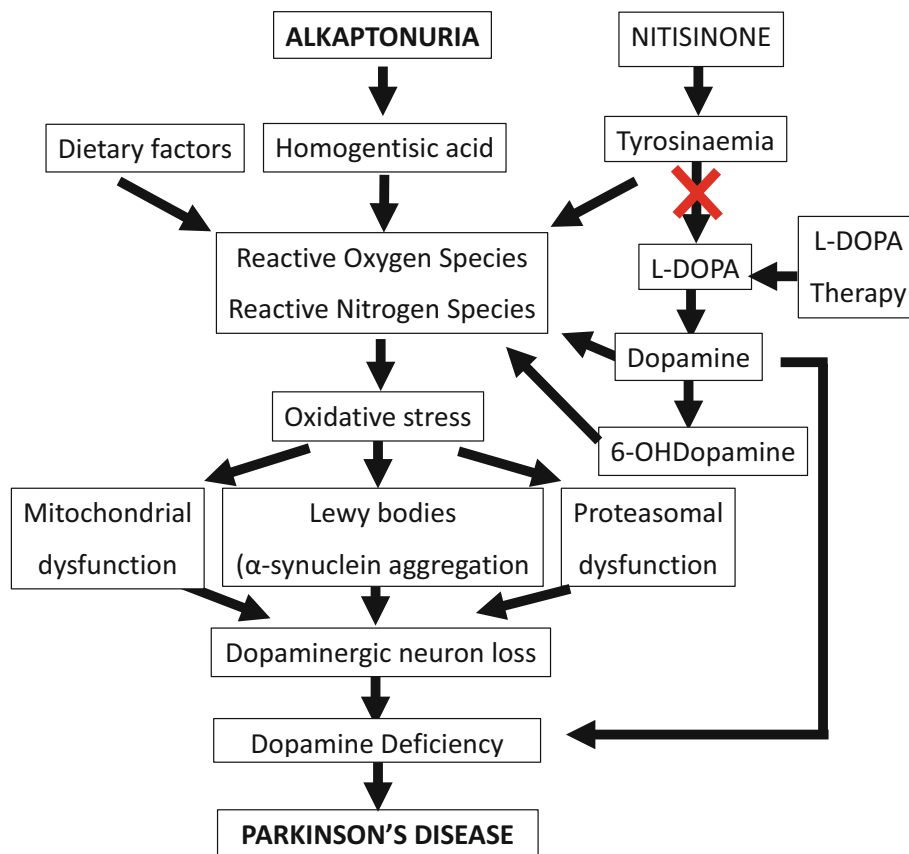 ALKAPTONURIA
NITISINONE
Dietary factors
Homogentisic acid
Tyrosinaemia
Reactive Oxygen Species
Reactive Nitrogen Species
L-DOPA
L-DOPA
Therapy
Dopamine
Oxidative stress
6-OHDopamine
Mitochondrial
dysfunction
Lewy bodies
(α-synuclein aggregation
Proteasomal
dysfunction
Dopaminergic neuron loss
Dopamine Deficiency
PARKINSON’S DISEASE